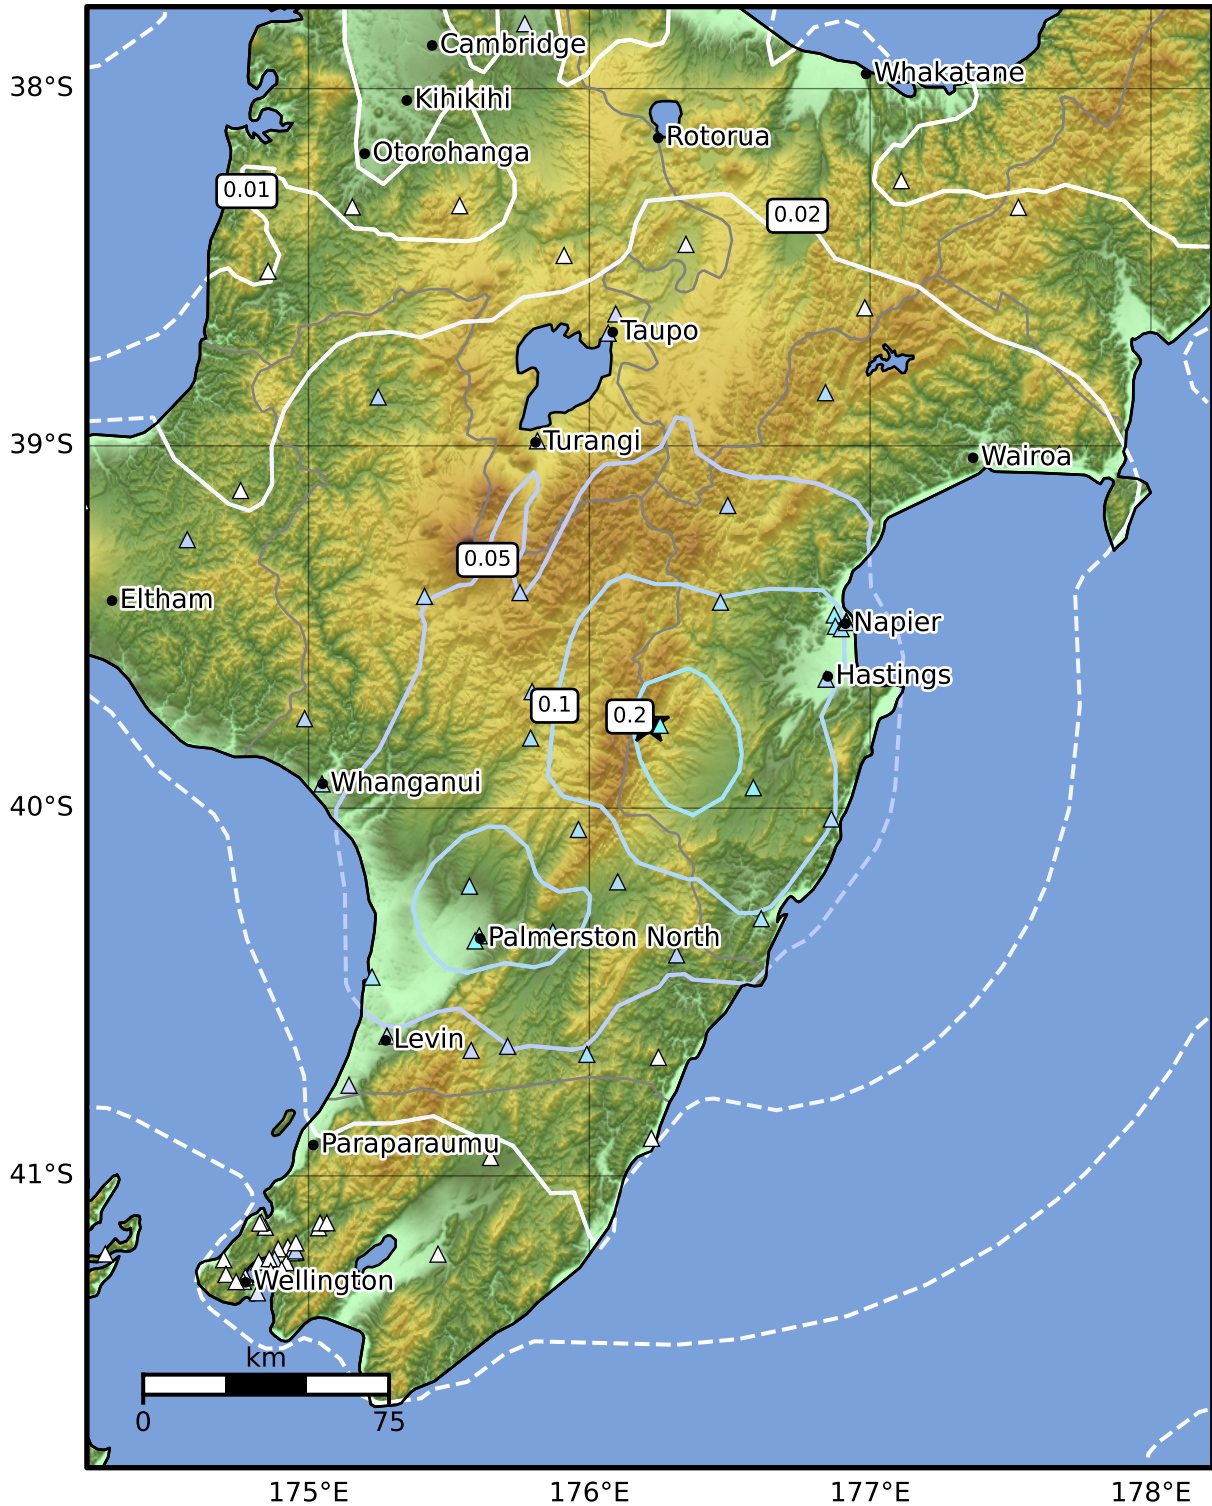 Cambridge
Whakatane
38°S
Kihikihi
Rotorua
Otorohanga
0.01
0.02
Taupo
Turangi
39°S
Wairoa
0.05
Eltham
Napier
Hastings
0.1
0.2
Whanganui
40°S
Palmerston North
Levin
Paraparaumu
41°S
Wellington
km
0
75
175°E
176°E
177°E
178°E